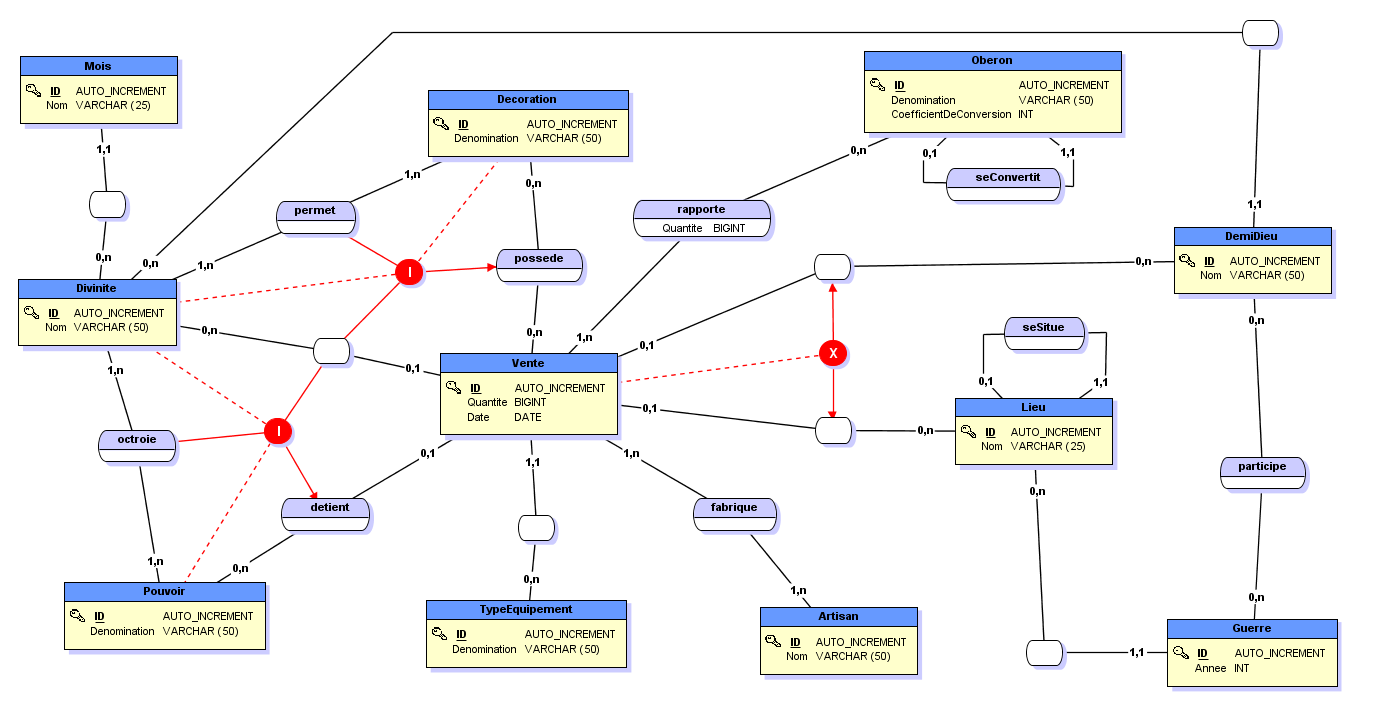 Mois
ID AUTO_INCREMENT
Nom VARCHAR (25)
1,1
0,n
Oberon
ID AUTO_INCREMENT
Denomination VARCHAR (50)
CoefficientDeConversion INT
0,1
1,1
seConvertit
0,n
Decoration
ID AUTO_INCREMENT
Denomination VARCHAR (50)
1,n
0,n
permet
1,n
0,n
rapporte
Quantite BIGINT
1,n
possede
0,n
I
1,1
DemiDieu
ID AUTO_INCREMENT
Nom VARCHAR (50)
0,n
0,n
Divinite
ID AUTO_INCREMENT
Nom VARCHAR (50)
0,n
0,1
1,n
Vente
ID AUTO_INCREMENT
Quantite BIGINT
Date DATE
0,1
0,1
X
seSitue
0,1
1,1
Lieu
ID AUTO_INCREMENT
Nom VARCHAR (25)
0,n
0,n
octroie
I
0,1
1,1
1,n
detient
fabrique
participe
1,n
0,n
0,n
1,n
0,n
Pouvoir
ID AUTO_INCREMENT
Denomination VARCHAR (50)
TypeEquipement
ID AUTO_INCREMENT
Denomination VARCHAR (50)
Artisan
ID AUTO_INCREMENT
Nom VARCHAR (50)
1,1
Guerre
ID AUTO_INCREMENT
Annee INT